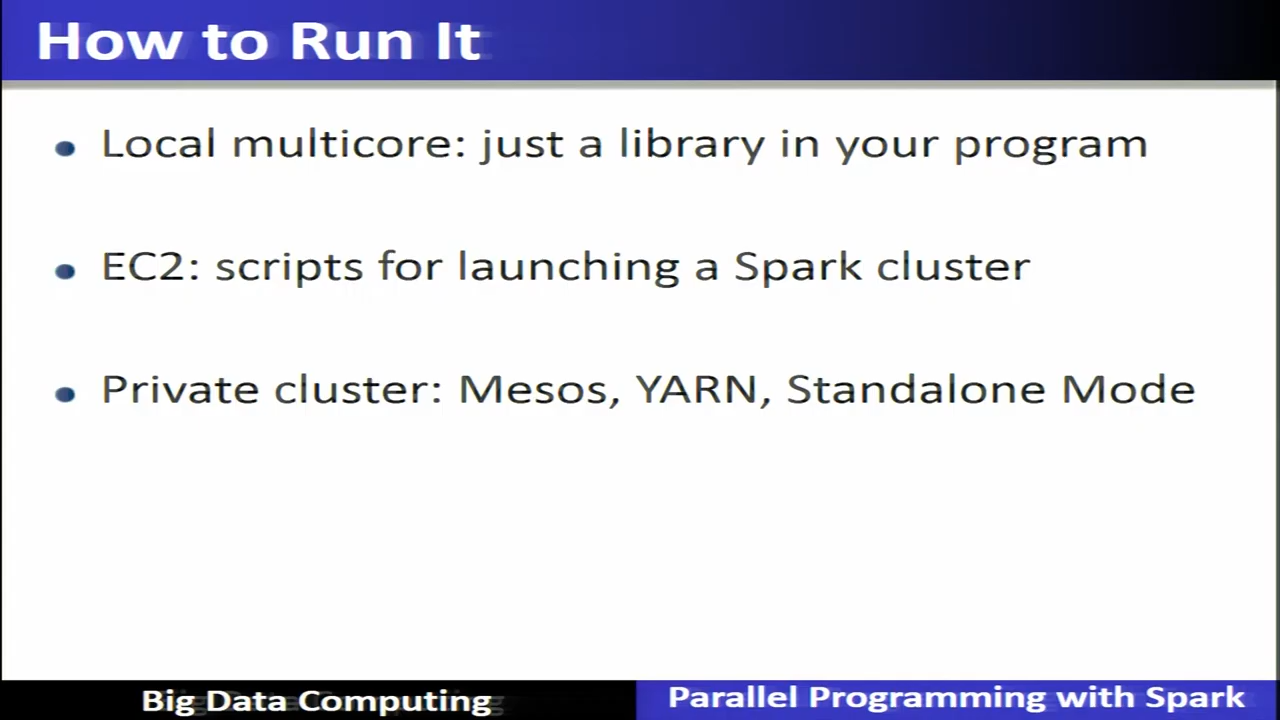 How to Run It
Local multicore: just a library in your program
EC2: scripts for launching a Spark cluster
Private cluster: Mesos, YARN, Standalone Mode
Big Data Computing
Parallel Programming with Spark